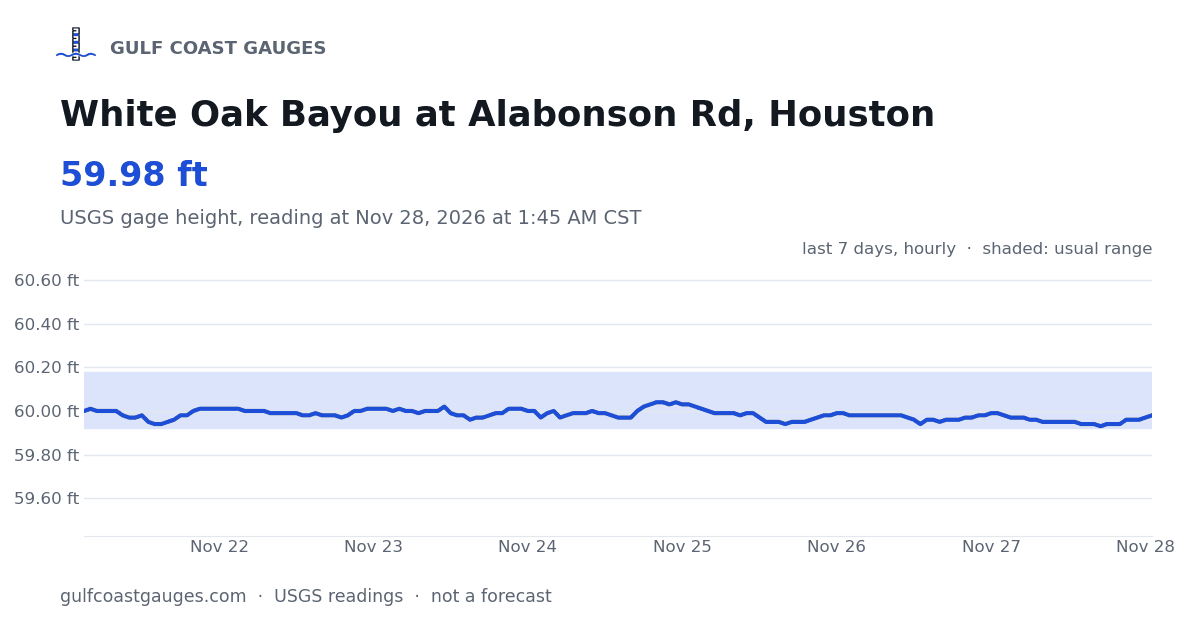 GULF COAST GAUGES
White Oak Bayou at Alabonson Rd, Houston
59.98 ft
USGS gage height, reading at Nov 28, 2026 at 1:45 AM CST
last 7 days, hourly · shaded: usual range
60.60 ft
60.40 ft
60.20 ft
60.00 ft
59.80 ft
59.60 ft
Nov 22 Nov 23 Nov 24 Nov 25 Nov 26 Nov 27 Nov 28
gulfcoastgauges.com · USGS readings · not a forecast